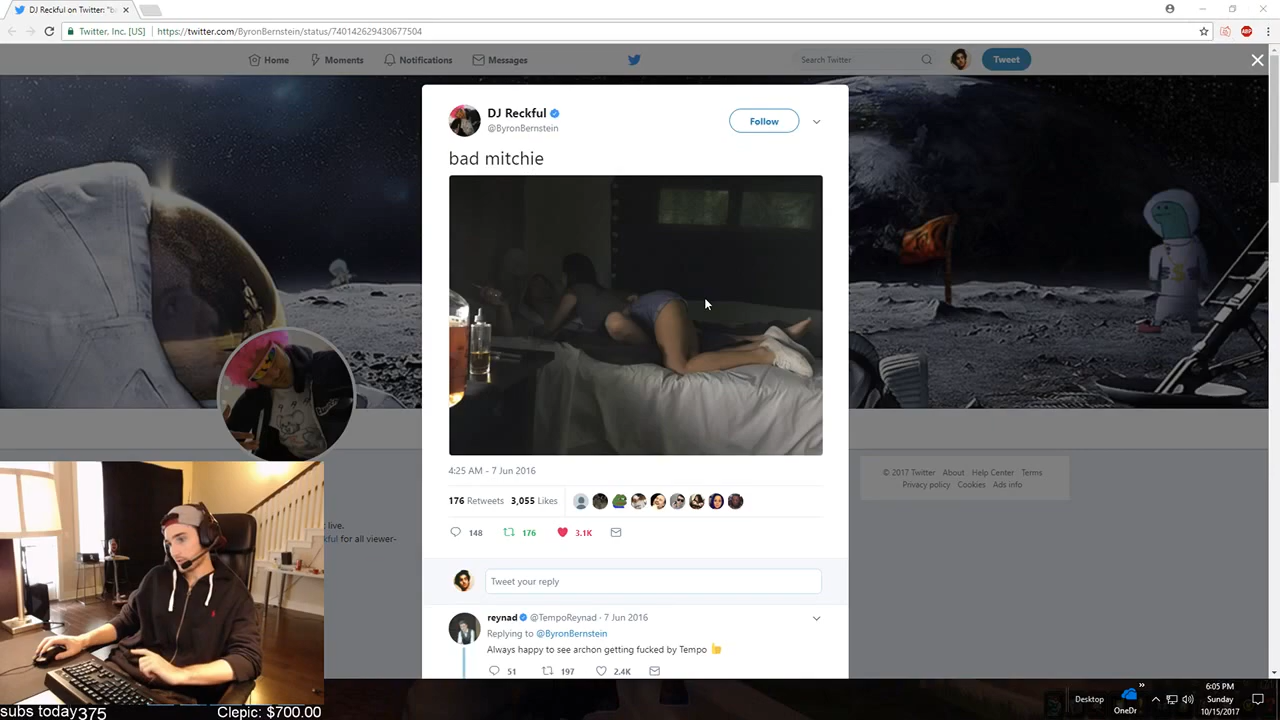 DJ Reckful on Twitter: "b
Twitter, Inc. [US]
https://twitter.com/ByronBernstein/status/740142629430677504
ABP
Home
Moments
Notifications
Messages
Search Twitter
Tweet
DJ Reckful
@ByronBernstein
Follow
bad mitchie
4:25 AM - 7 Jun 2016
176 Retweets 3,055 Likes
148
176
3.1K
Tweet your reply
reynad @TempoReynad · 7 Jun 2016
Replying to @ByronBernstein
Always happy to see archon getting fucked by Tempo
51
197
2.4K
© 2017 Twitter About Help Center Terms
Privacy policy Cookies Ads info
live.
for all viewer-
subs today375
Clepic: $700.00
Desktop
OneDr
6:05 PM
Sunday
10/15/2017